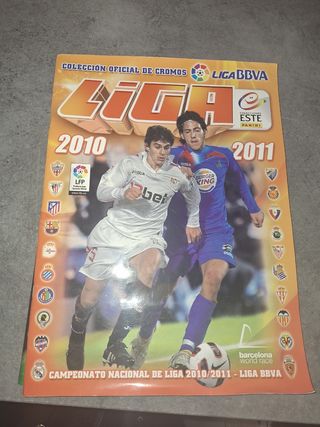 COLECCIÓN OFICIAL DE CROMOS
LIGA BBVA
LIGA
ESTE
PANINI
2010
2011
LFP
bet
KING
barcelona
world race
CAMPEONATO NACIONAL DE LIGA 2010/2011 - LIGA BBVA